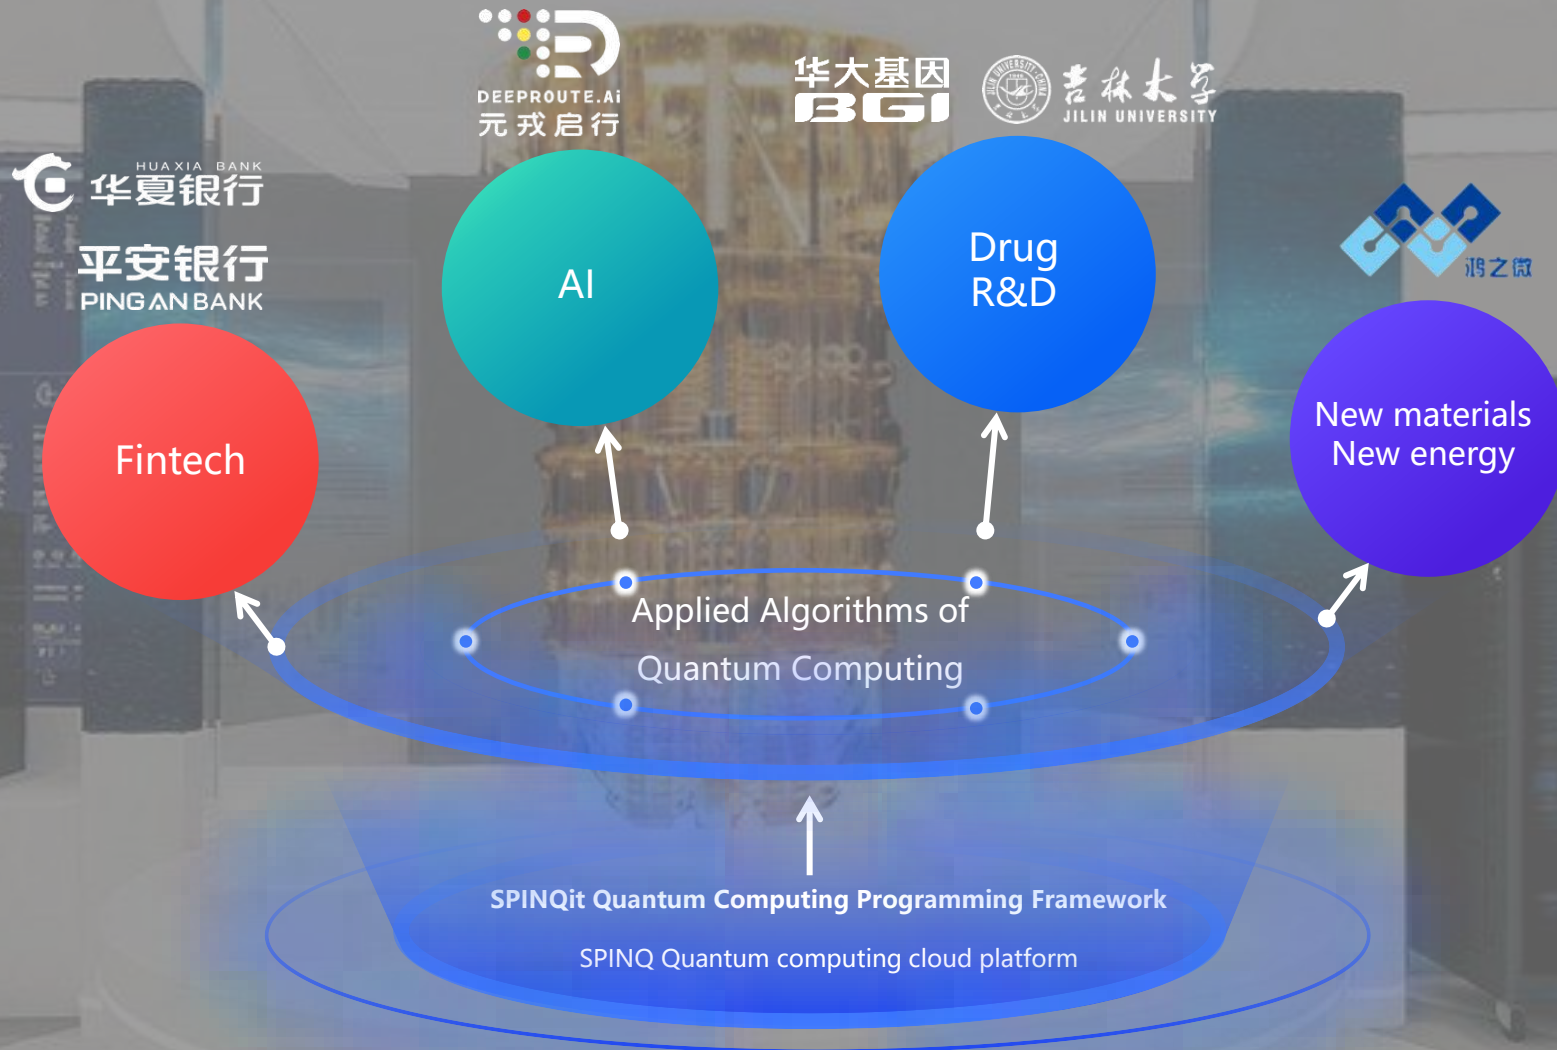 DEEPROUTE.Ai
元戎启行
华大基因
BGI
吉林大学
JILIN UNIVERSITY
HUAXIA BANK
华夏银行
平安银行
PING AN BANK
鸿之微
Fintech
AI
Drug
R&D
New materials
New energy
Applied Algorithms of
Quantum Computing
SPINQit Quantum Computing Programming Framework
SPINQ Quantum computing cloud platform